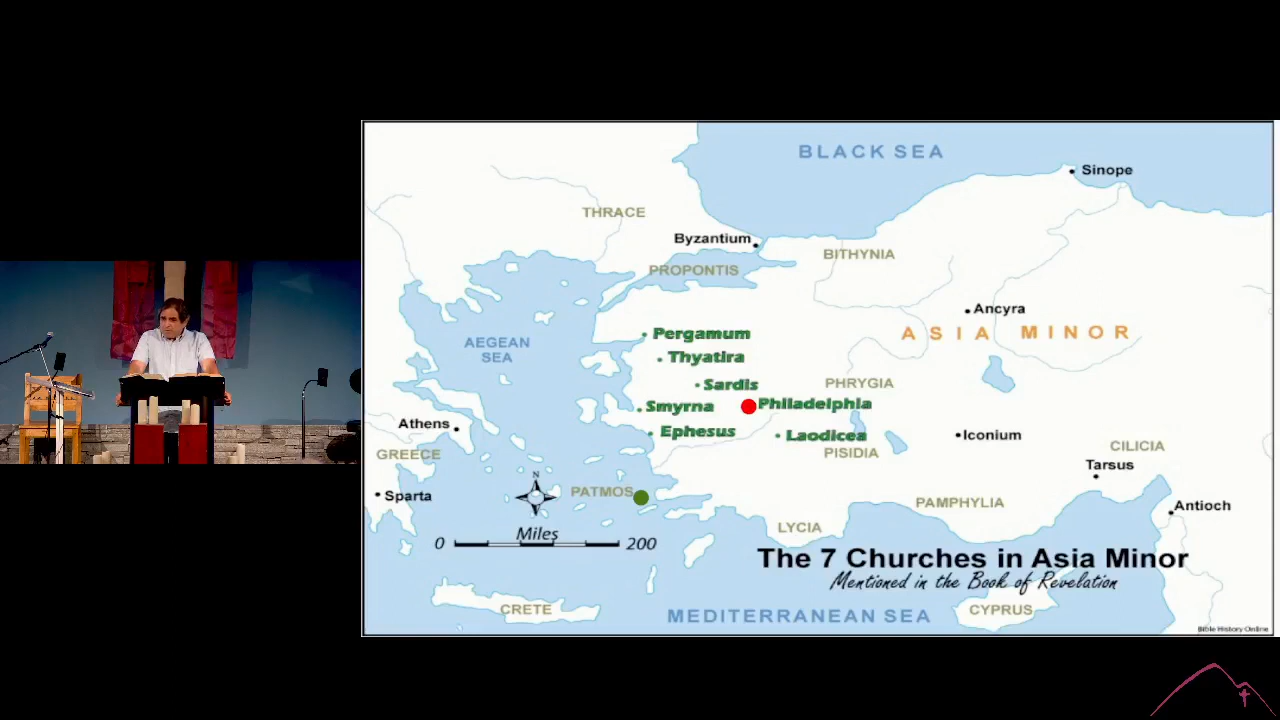 BLACK SEA
Sinope
THRACE
Byzantium
BITHYNIA
PROPONTIS
Ancyra
ASIA MINOR
Pergamum
AEGEAN
SEA
Thyatira
Sardis
PHRYGIA
Smyrna
Philadelphia
Athens
Ephesus
Laodicea
Iconium
GREECE
PISIDIA
CILICIA
Tarsus
N
PATMOS
Sparta
PAMPHYLIA
Antioch
LYCIA
Miles
0 200
The 7 Churches in Asia Minor
Mentioned in the Book of Revelation
CRETE
MEDITERRANEAN SEA
CYPRUS
Bible History Online